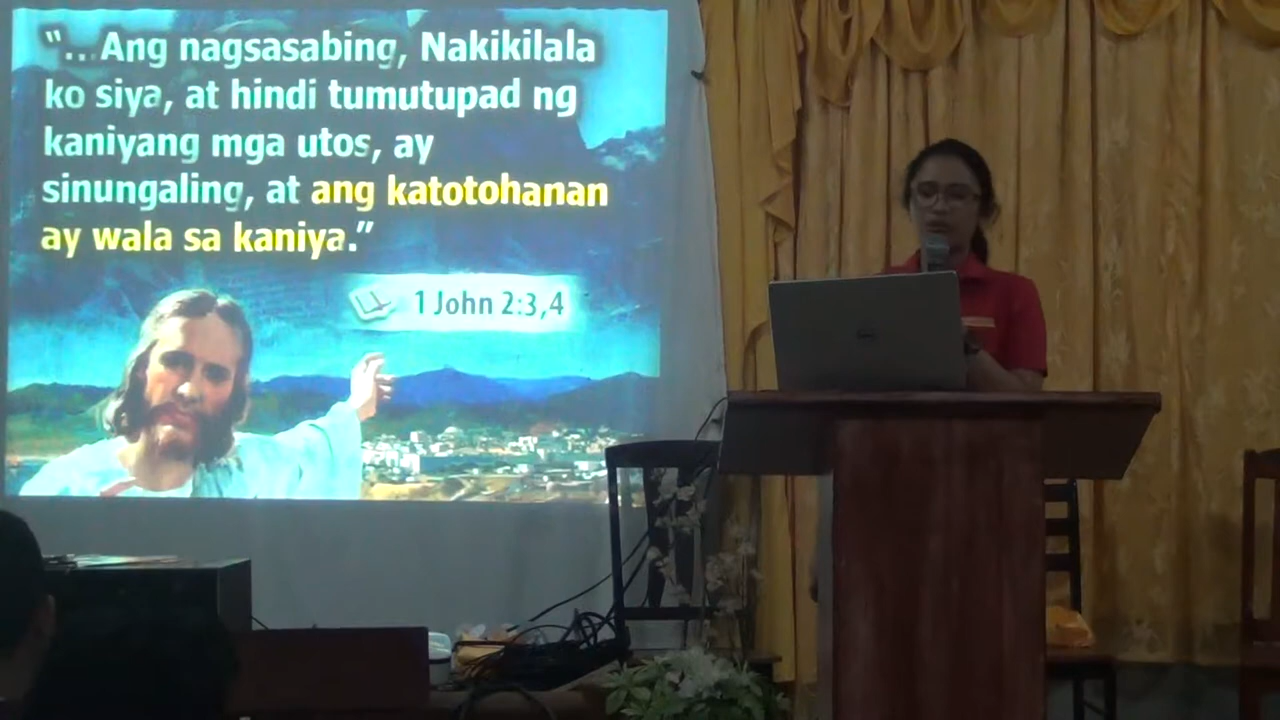 “...Ang nagsasabing, Nakikilala
ko siya, at hindi tumutupad ng
kaniyang mga utos, ay
sinungaling, at ang katotohanan
ay wala sa kaniya.”
1 John 2:3,4